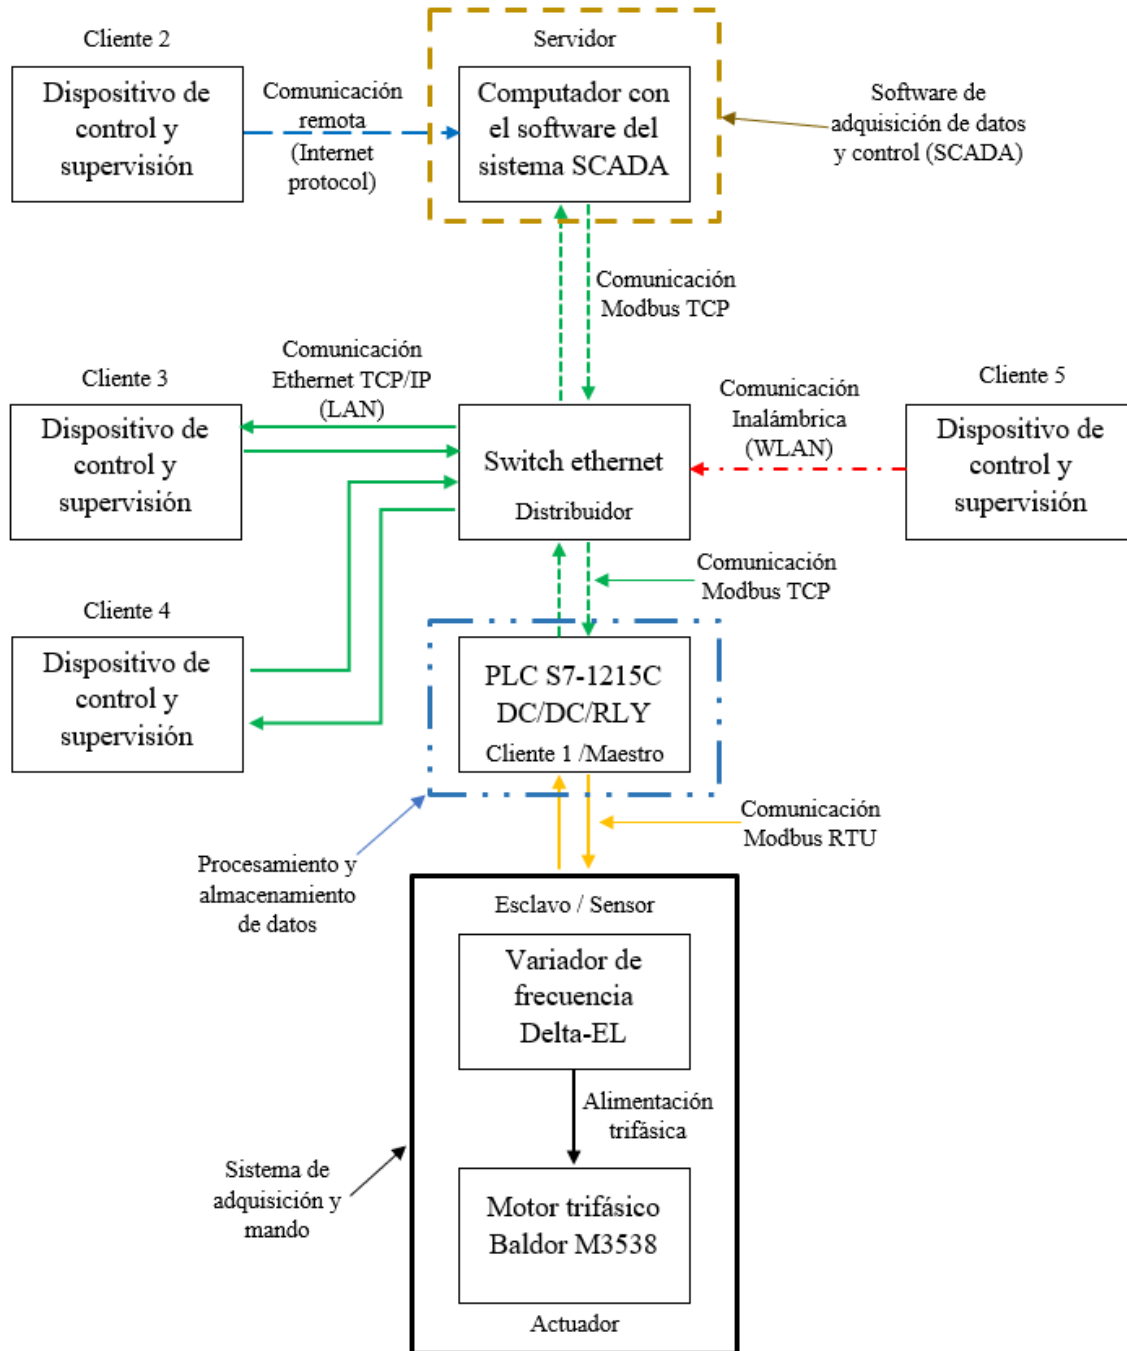 Cliente 2
Dispositivo de
control y
supervisión
Comunicación
remota
(Internet
protocol)
Servidor
Computador con
el software del
sistema SCADA
Software de
adquisición de datos
y control (SCADA)
Comunicación
Modbus TCP
Cliente 3
Dispositivo de
control y
supervisión
Comunicación
Ethernet TCP/IP
(LAN)
Switch ethernet
Distribuidor
Comunicación
Inalámbrica
(WLAN)
Cliente 5
Dispositivo de
control y
supervisión
Comunicación
Modbus TCP
Cliente 4
Dispositivo de
control y
supervisión
PLC S7-1215C
DC/DC/RLY
Cliente 1 /Maestro
Comunicación
Modbus RTU
Procesamiento y
almacenamiento
de datos
Esclavo / Sensor
Variador de
frecuencia
Delta-EL
Alimentación
trifásica
Sistema de
adquisición y
mando
Motor trifásico
Baldor M3538
Actuador